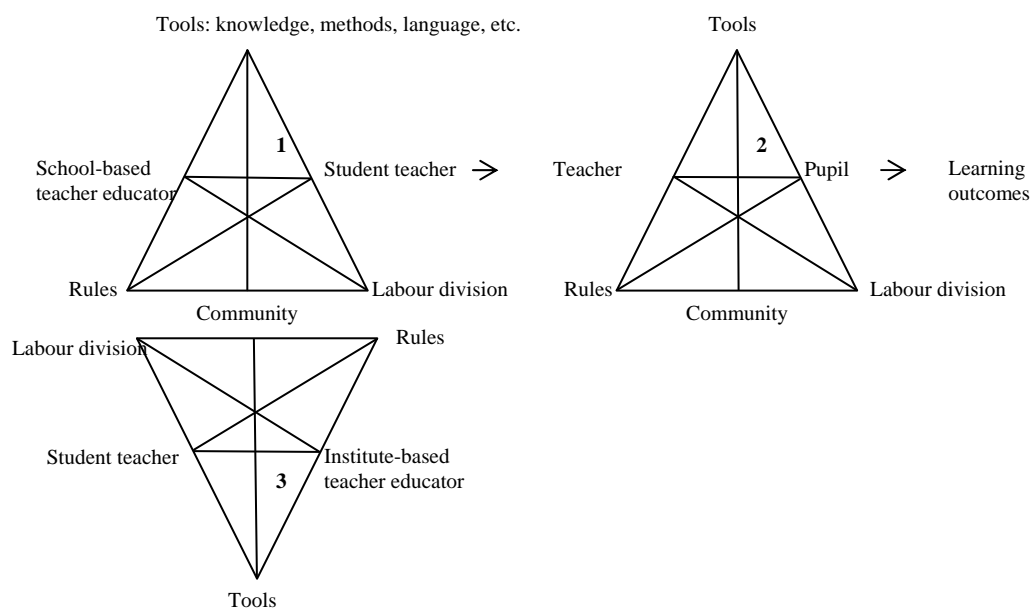 Tools: knowledge, methods, language, etc.
1
School-based
teacher educator
Student teacher
Rules
Labour division
Community
Tools
2
Teacher
Pupil
Learning
outcomes
Rules
Labour division
Community
Labour division
Rules
Student teacher
Institute-based
teacher educator
3
Tools